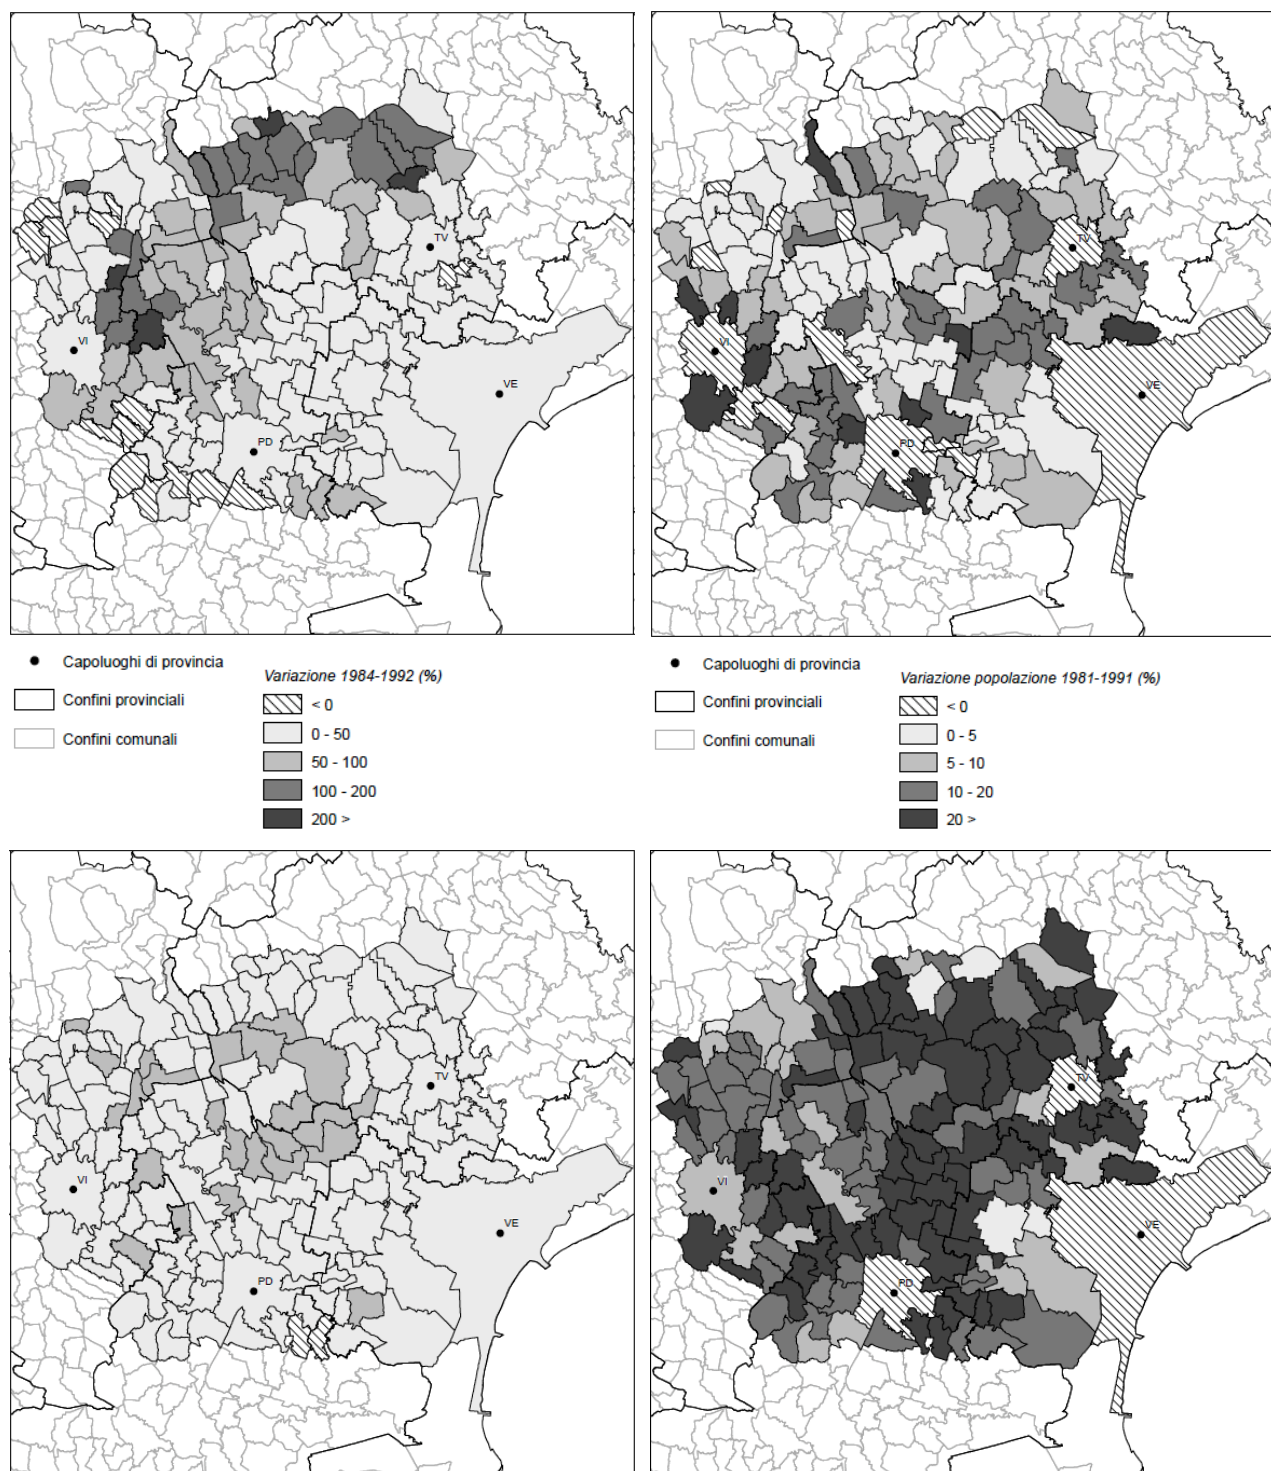 TV
VI
VE
PD
TV
VI
VE
PD
Capoluoghi di provincia
Confini provinciali
Confini comunali
Variazione 1984-1992 (%)
< 0
0 - 50
50 - 100
100 - 200
200 >
Capoluoghi di provincia
Confini provinciali
Confini comunali
Variazione popolazione 1981-1991 (%)
< 0
0 - 5
5 - 10
10 - 20
20 >
TV
VI
VE
PD
TV
VI
VE
PD